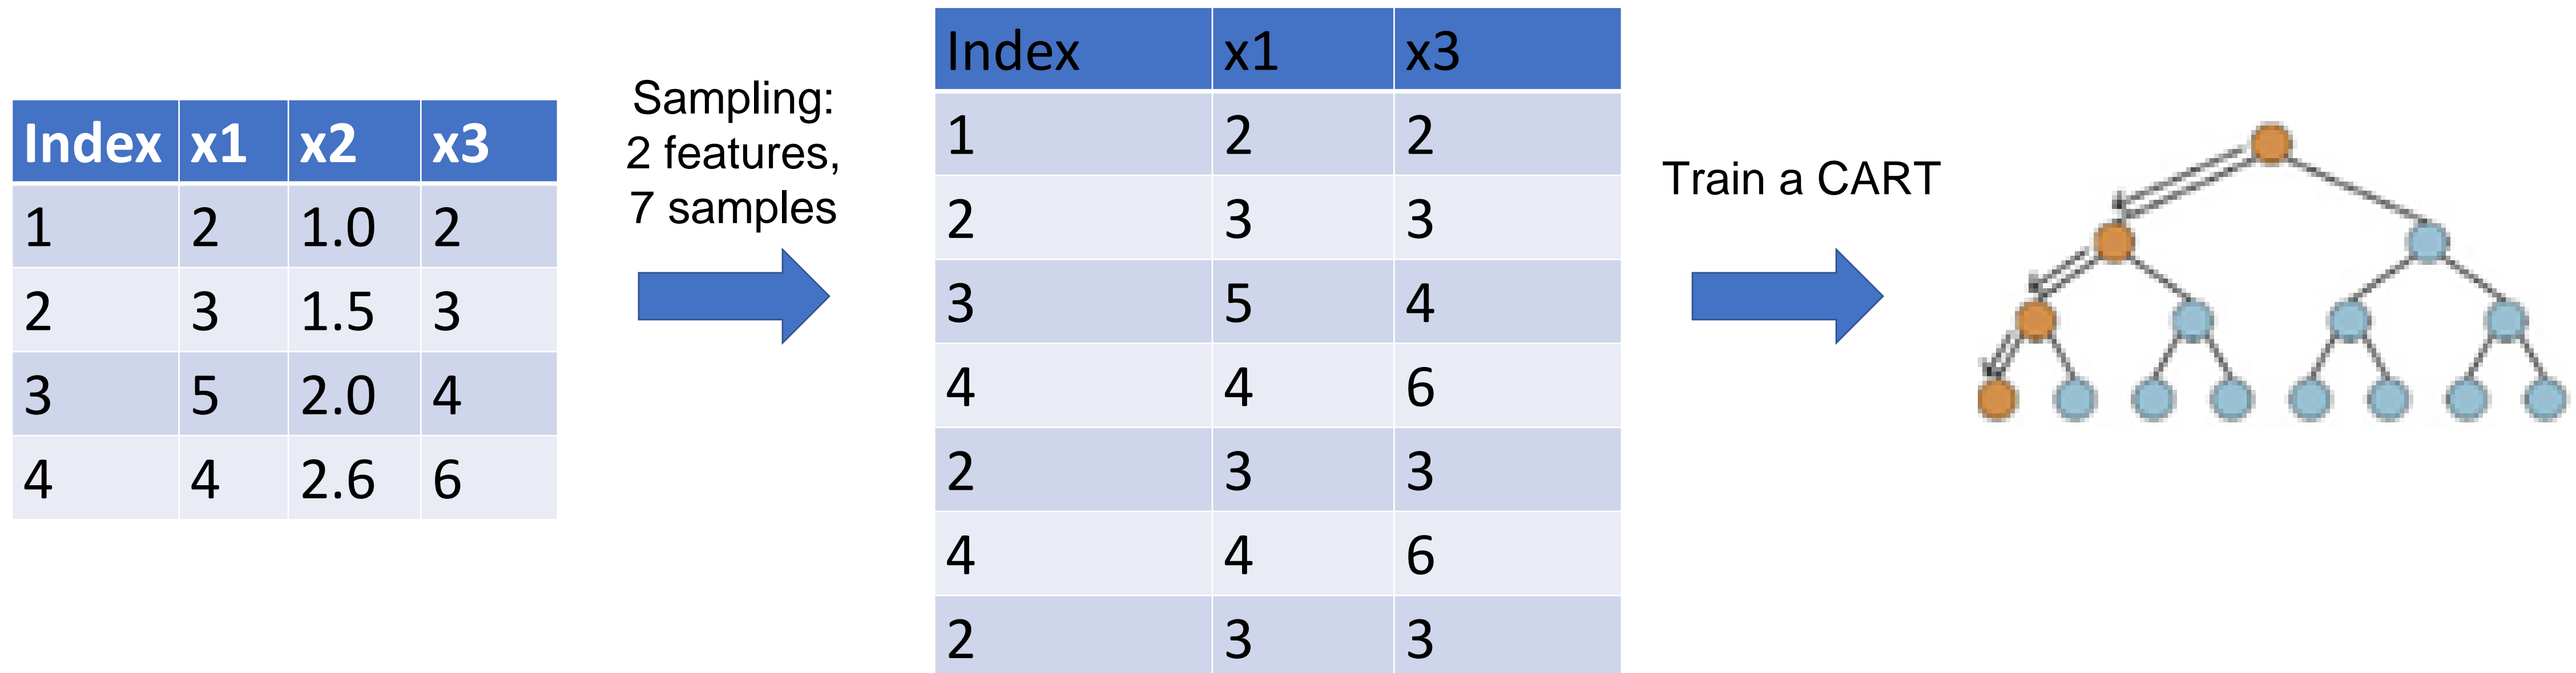 Index x1 x2 x3
1 2 1.0 2
2 3 1.5 3
3 5 2.0 4
4 4 2.6 6
Sampling:
2 features,
7 samples
Index x1 x3
1 2 2
2 3 3
3 5 4
4 4 6
2 3 3
4 4 6
2 3 3
Train a CART